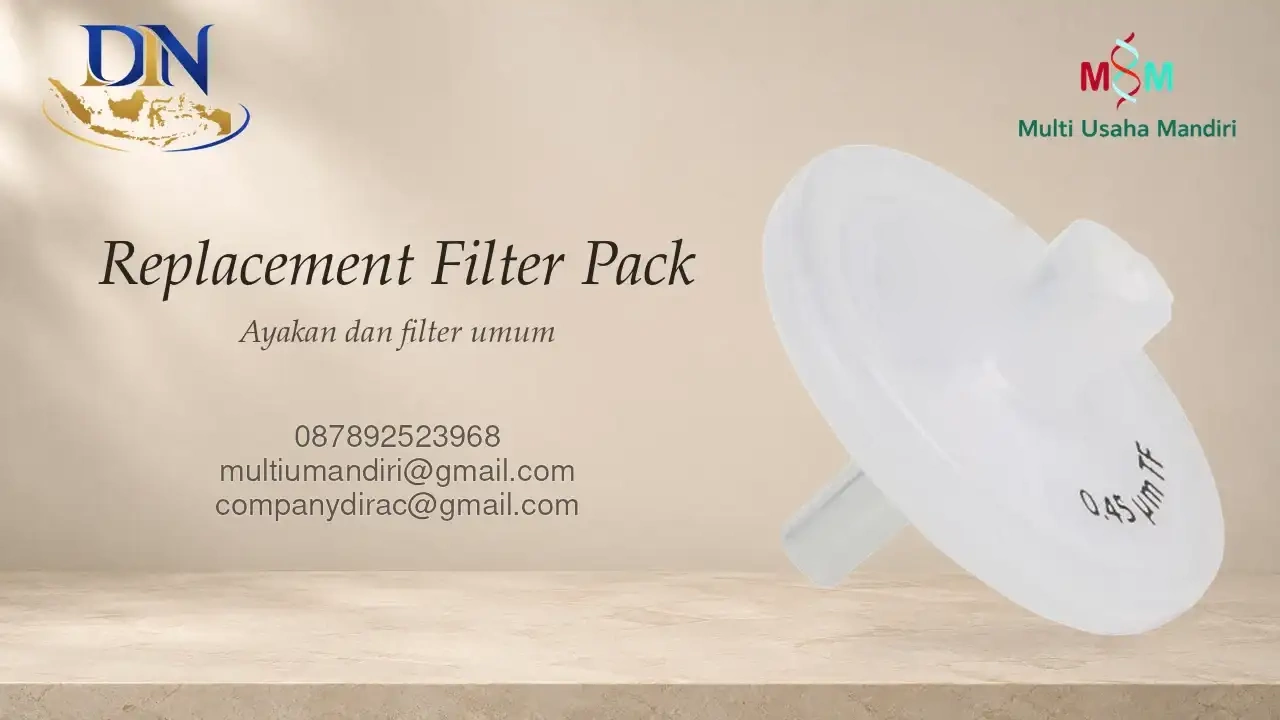 DIN
MSM
Multi Usaha Mandiri
Replacement Filter Pack
Ayakan dan filter umum
087892523968
multiumandiri@gmail.com
companydirac@gmail.com
0.45 µm TF